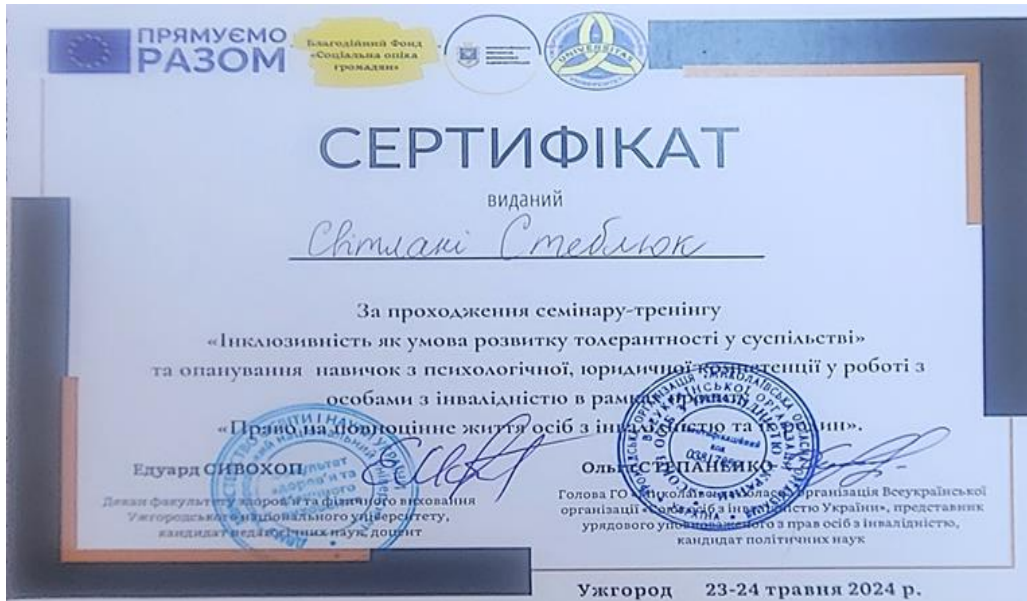 ПРЯМУЄМО
РАЗОМ
Благодійний Фонд
«Соціальна опіка
громадян»
UNIVERSITAS
СЕРТИФІКАТ
виданий
Світлані Стеблюк
За проходження семінару-тренінгу
«Інклюзивність як умова розвитку толерантності у суспільстві»
та опанування навичок з психологічної, юридичної компетенції у роботі з
особами з інвалідністю в рамках проєкту
«Право на повноцінне життя осіб з інвалідністю та їх родин».
Едуард СИВОХОП
Декан факультету здоров'я та фізичного виховання
Ужгородського національного університету,
кандидат педагогічних наук, доцент
Ольга СТЕПАНЕНКО
Голова ГО «Миколаївська обласна організація Всеукраїнської
організації «Союз осіб з інвалідністю України», представник
урядового уповноваженого з прав осіб з інвалідністю,
кандидат політичних наук
Ужгород 23-24 травня 2024 р.